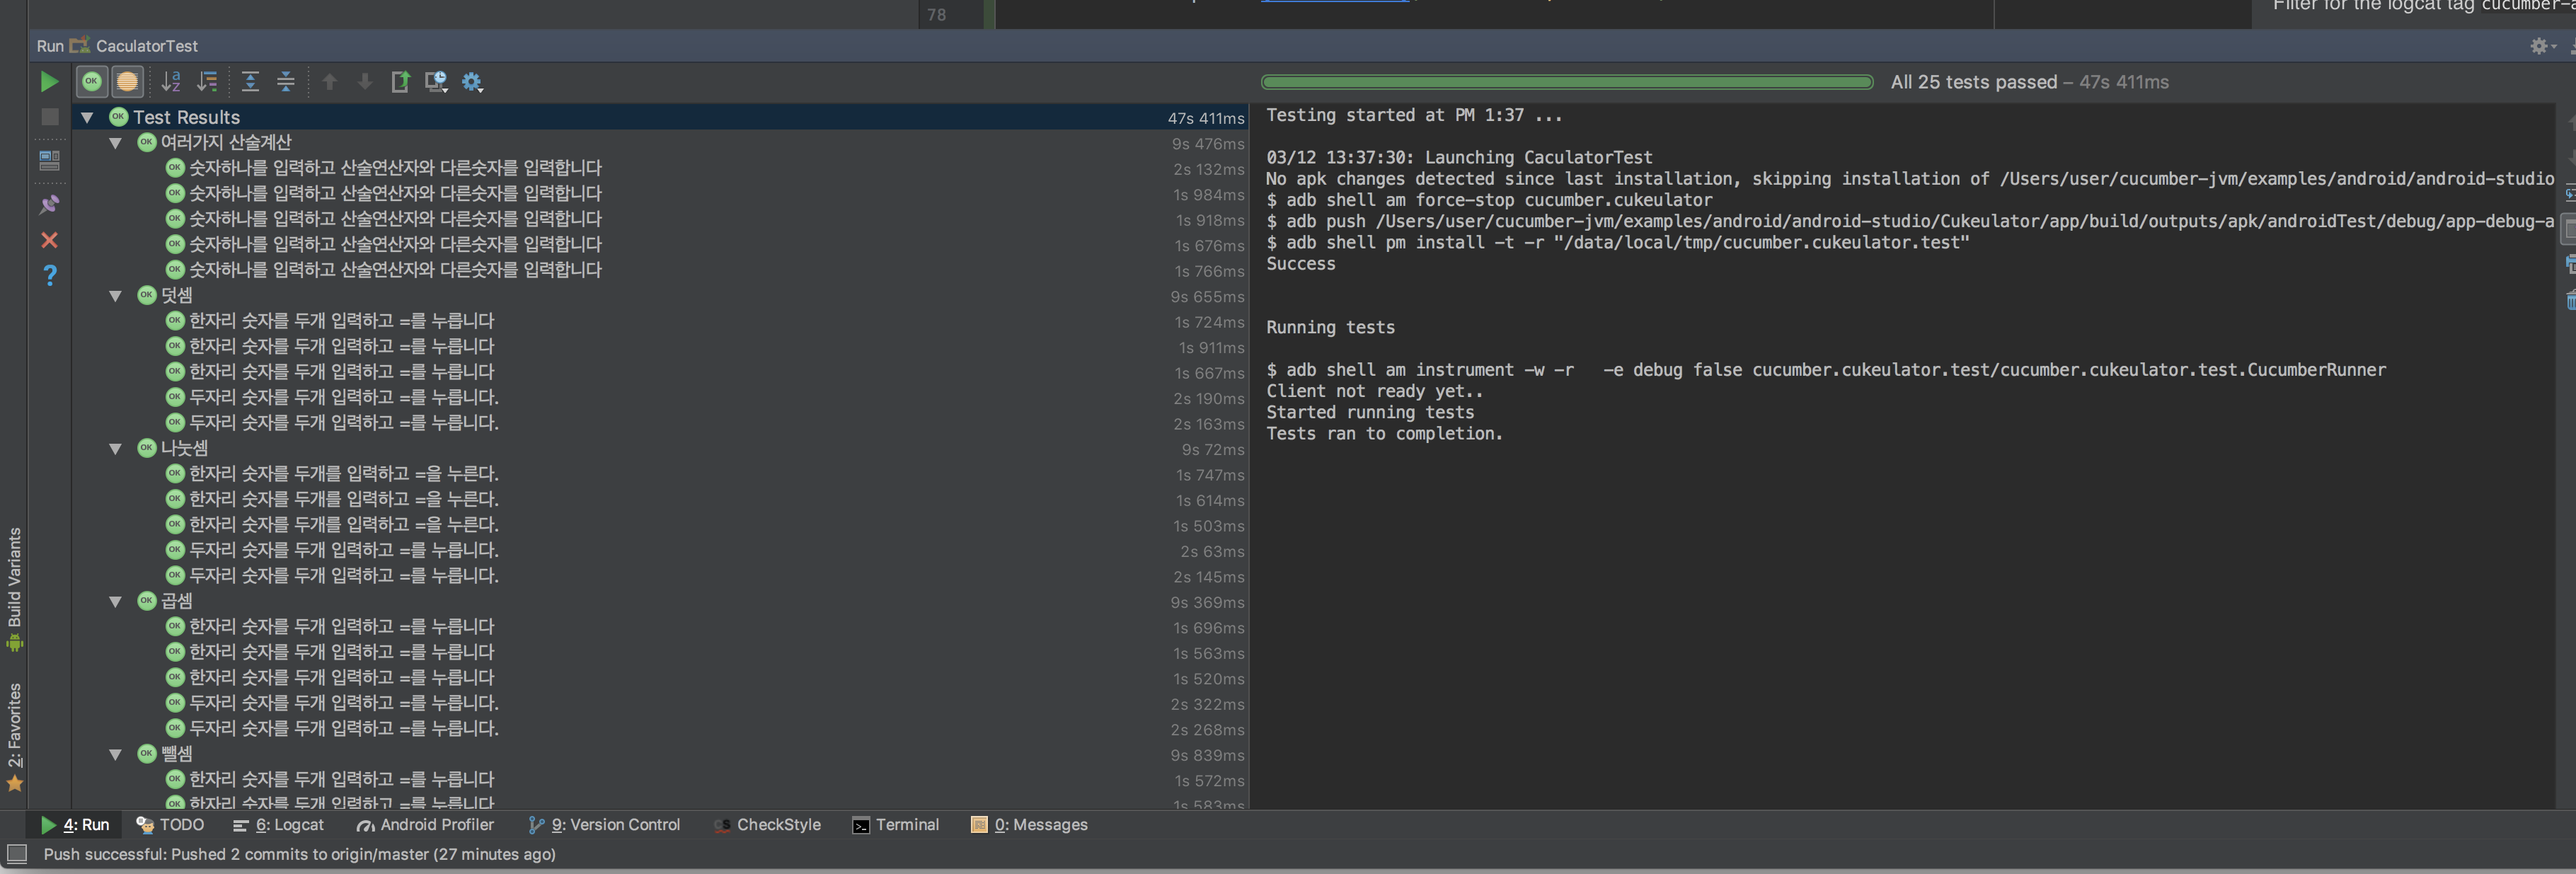 78
Filter for the logcat tag cucumber-a
Run CaculatorTest
All 25 tests passed – 47s 411ms
Test Results 47s 411ms
여러가지 산술계산 9s 476ms
숫자하나를 입력하고 산술연산자와 다른숫자를 입력합니다 2s 132ms
숫자하나를 입력하고 산술연산자와 다른숫자를 입력합니다 1s 984ms
숫자하나를 입력하고 산술연산자와 다른숫자를 입력합니다 1s 918ms
숫자하나를 입력하고 산술연산자와 다른숫자를 입력합니다 1s 676ms
숫자하나를 입력하고 산술연산자와 다른숫자를 입력합니다 1s 766ms
덧셈 9s 655ms
한자리 숫자를 두개 입력하고 =를 누릅니다 1s 724ms
한자리 숫자를 두개 입력하고 =를 누릅니다 1s 911ms
한자리 숫자를 두개 입력하고 =를 누릅니다 1s 667ms
두자리 숫자를 두개 입력하고 =를 누릅니다. 2s 190ms
두자리 숫자를 두개 입력하고 =를 누릅니다. 2s 163ms
나눗셈 9s 72ms
한자리 숫자를 두개를 입력하고 =을 누른다. 1s 747ms
한자리 숫자를 두개를 입력하고 =을 누른다. 1s 614ms
한자리 숫자를 두개를 입력하고 =을 누른다. 1s 503ms
두자리 숫자를 두개 입력하고 =를 누릅니다. 2s 63ms
두자리 숫자를 두개 입력하고 =를 누릅니다. 2s 145ms
곱셈 9s 369ms
한자리 숫자를 두개 입력하고 =를 누릅니다 1s 696ms
한자리 숫자를 두개 입력하고 =를 누릅니다 1s 563ms
한자리 숫자를 두개 입력하고 =를 누릅니다 1s 520ms
두자리 숫자를 두개 입력하고 =를 누릅니다. 2s 322ms
두자리 숫자를 두개 입력하고 =를 누릅니다. 2s 268ms
뺄셈 9s 839ms
한자리 숫자를 두개 입력하고 =를 누릅니다 1s 572ms
한자리 숫자를 두개 입력하고 =를 누릅니다 1s 583ms
Testing started at PM 1:37 ...
03/12 13:37:30: Launching CaculatorTest
No apk changes detected since last installation, skipping installation of /Users/user/cucumber-jvm/examples/android/android-studio
$ adb shell am force-stop cucumber.cukeulator
$ adb push /Users/user/cucumber-jvm/examples/android/android-studio/Cukeulator/app/build/outputs/apk/androidTest/debug/app-debug-a
$ adb shell pm install -t -r "/data/local/tmp/cucumber.cukeulator.test"
Success
Running tests
$ adb shell am instrument -w -r   -e debug false cucumber.cukeulator.test/cucumber.cukeulator.test.CucumberRunner
Client not ready yet..
Started running tests
Tests ran to completion.
Build Variants
2: Favorites
4: Run TODO 6: Logcat Android Profiler 9: Version Control CheckStyle Terminal 0: Messages
Push successful: Pushed 2 commits to origin/master (27 minutes ago)